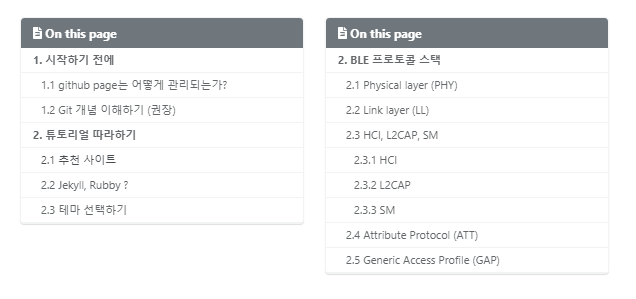 On this page
1. 시작하기 전에
1.1 github page는 어떻게 관리되는가?
1.2 Git 개념 이해하기 (권장)
2. 튜토리얼 따라하기
2.1 추천 사이트
2.2 Jekyll, Rubby ?
2.3 테마 선택하기
On this page
2. BLE 프로토콜 스택
2.1 Physical layer (PHY)
2.2 Link layer (LL)
2.3 HCI, L2CAP, SM
2.3.1 HCI
2.3.2 L2CAP
2.3.3 SM
2.4 Attribute Protocol (ATT)
2.5 Generic Access Profile (GAP)